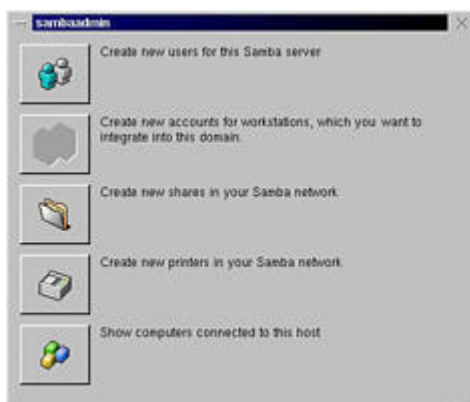 sambaadmin
Create new users for this Samba server
Create new accounts for workstations, which you want to
integrate into this domain.
Create new shares in your Samba network
Create new printers in your Samba network
Show computers connected to this host